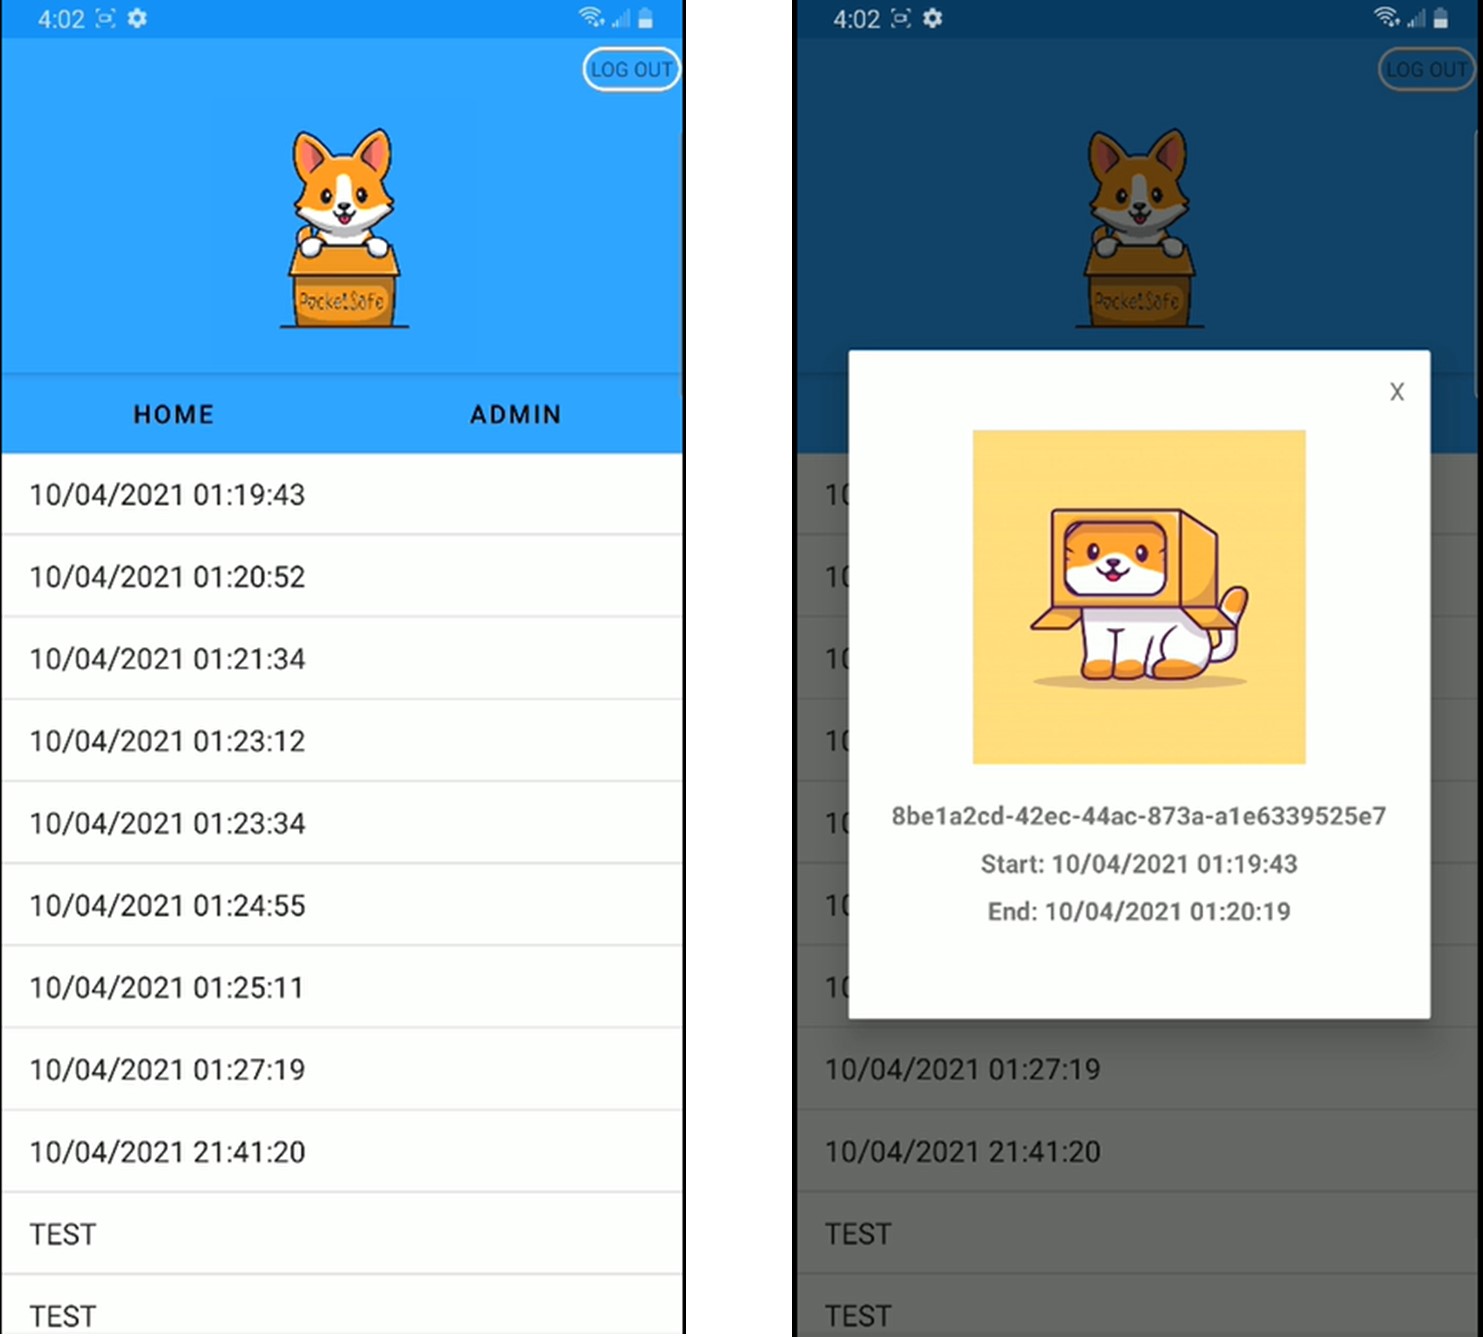 4:02
LOG OUT
PocketSafe
HOME ADMIN
10/04/2021 01:19:43
10/04/2021 01:20:52
10/04/2021 01:21:34
10/04/2021 01:23:12
10/04/2021 01:23:34
10/04/2021 01:24:55
10/04/2021 01:25:11
10/04/2021 01:27:19
10/04/2021 21:41:20
TEST
TEST
4:02
LOG OUT
PocketSafe
X
8be1a2cd-42ec-44ac-873a-a1e6339525e7
Start: 10/04/2021 01:19:43
End: 10/04/2021 01:20:19
10
10
10
10
10
10
10
10/04/2021 01:27:19
10/04/2021 21:41:20
TEST
TEST